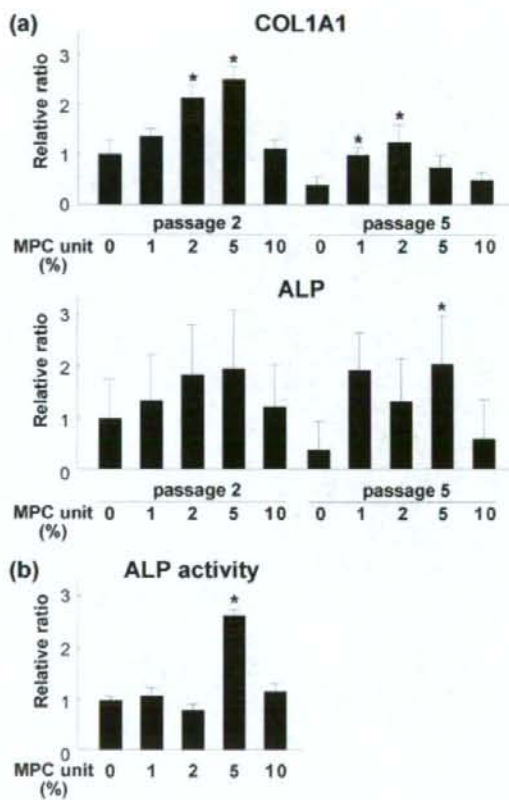 (a) COL1A1
Relative ratio
3
2
1
0
* * * *
passage 2 passage 5
MPC unit 0 1 2 5 10 0 1 2 5 10
(%)
ALP
Relative ratio
3
2
1
0
*
passage 2 passage 5
MPC unit 0 1 2 5 10 0 1 2 5 10
(%)
(b) ALP activity
Relative ratio
3
2
1
0
*
MPC unit 0 1 2 5 10
(%)